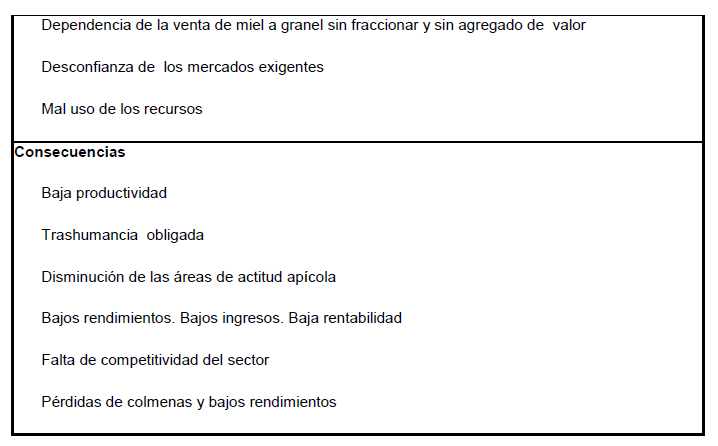 Dependencia de la venta de miel a granel sin fraccionar y sin agregado de  valor
Desconfianza de  los mercados exigentes
Mal uso de los recursos
Consecuencias
Baja productividad
Trashumancia  obligada
Disminución de las áreas de actitud apícola
Bajos rendimientos. Bajos ingresos. Baja rentabilidad
Falta de competitividad del sector
Pérdidas de colmenas y bajos rendimientos